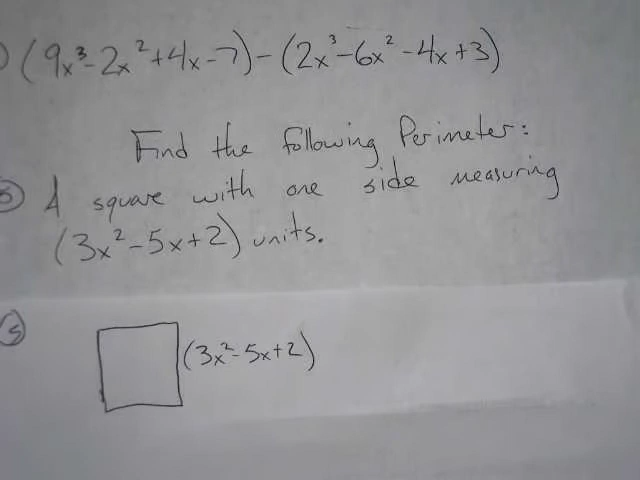 ) (9x³-2x²+4x-7)-(2x³-6x²-4x+3)
Find the following Perimeter:
A square with one side measuring
(3x²-5x+2) units.
(3x²-5x+2)